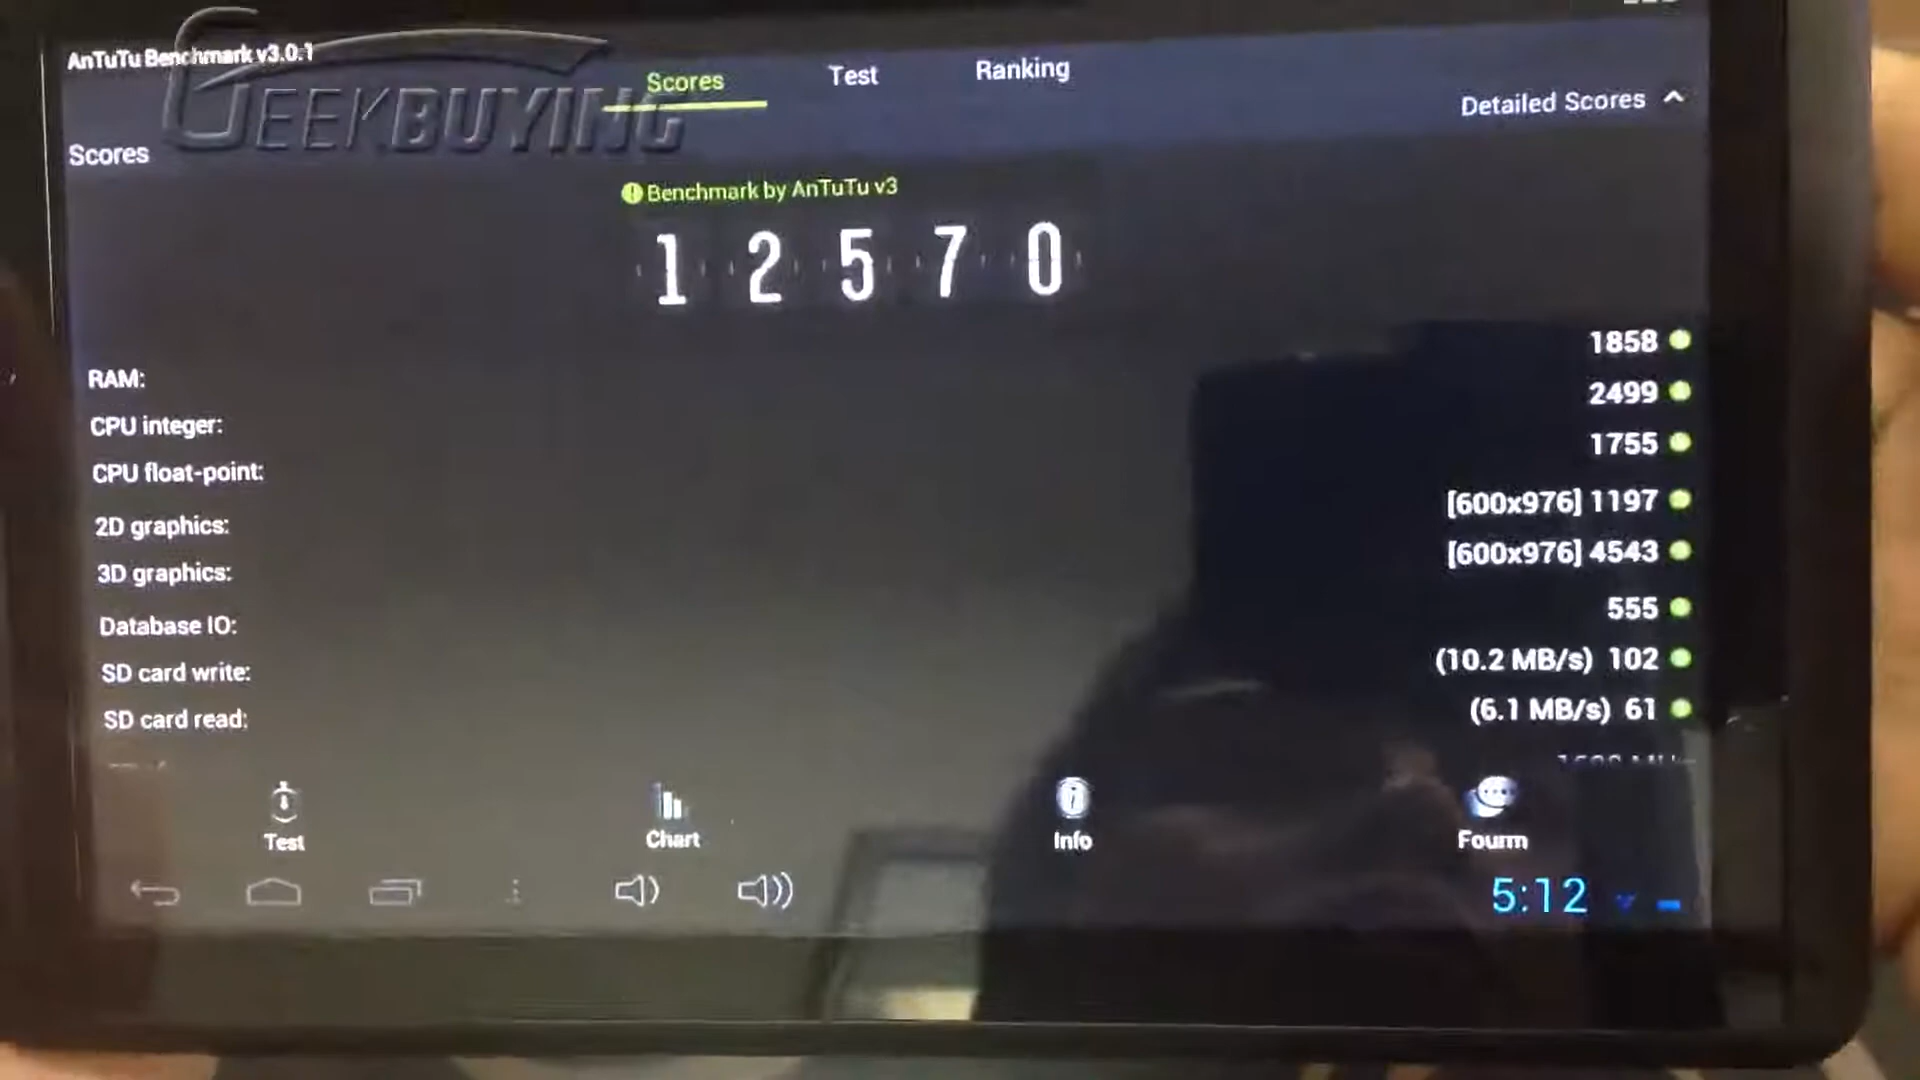 AnTuTu Benchmark v3.0.1
GEEKBUYING
Scores Test Ranking
Detailed Scores
Scores
Benchmark by AnTuTu v3
12570
RAM: 1858
CPU integer: 2499
CPU float-point: 1755
2D graphics: [600x976] 1197
3D graphics: [600x976] 4543
Database IO: 555
SD card write: (10.2 MB/s) 102
SD card read: (6.1 MB/s) 61
Test Chart Info Fourm
5:12